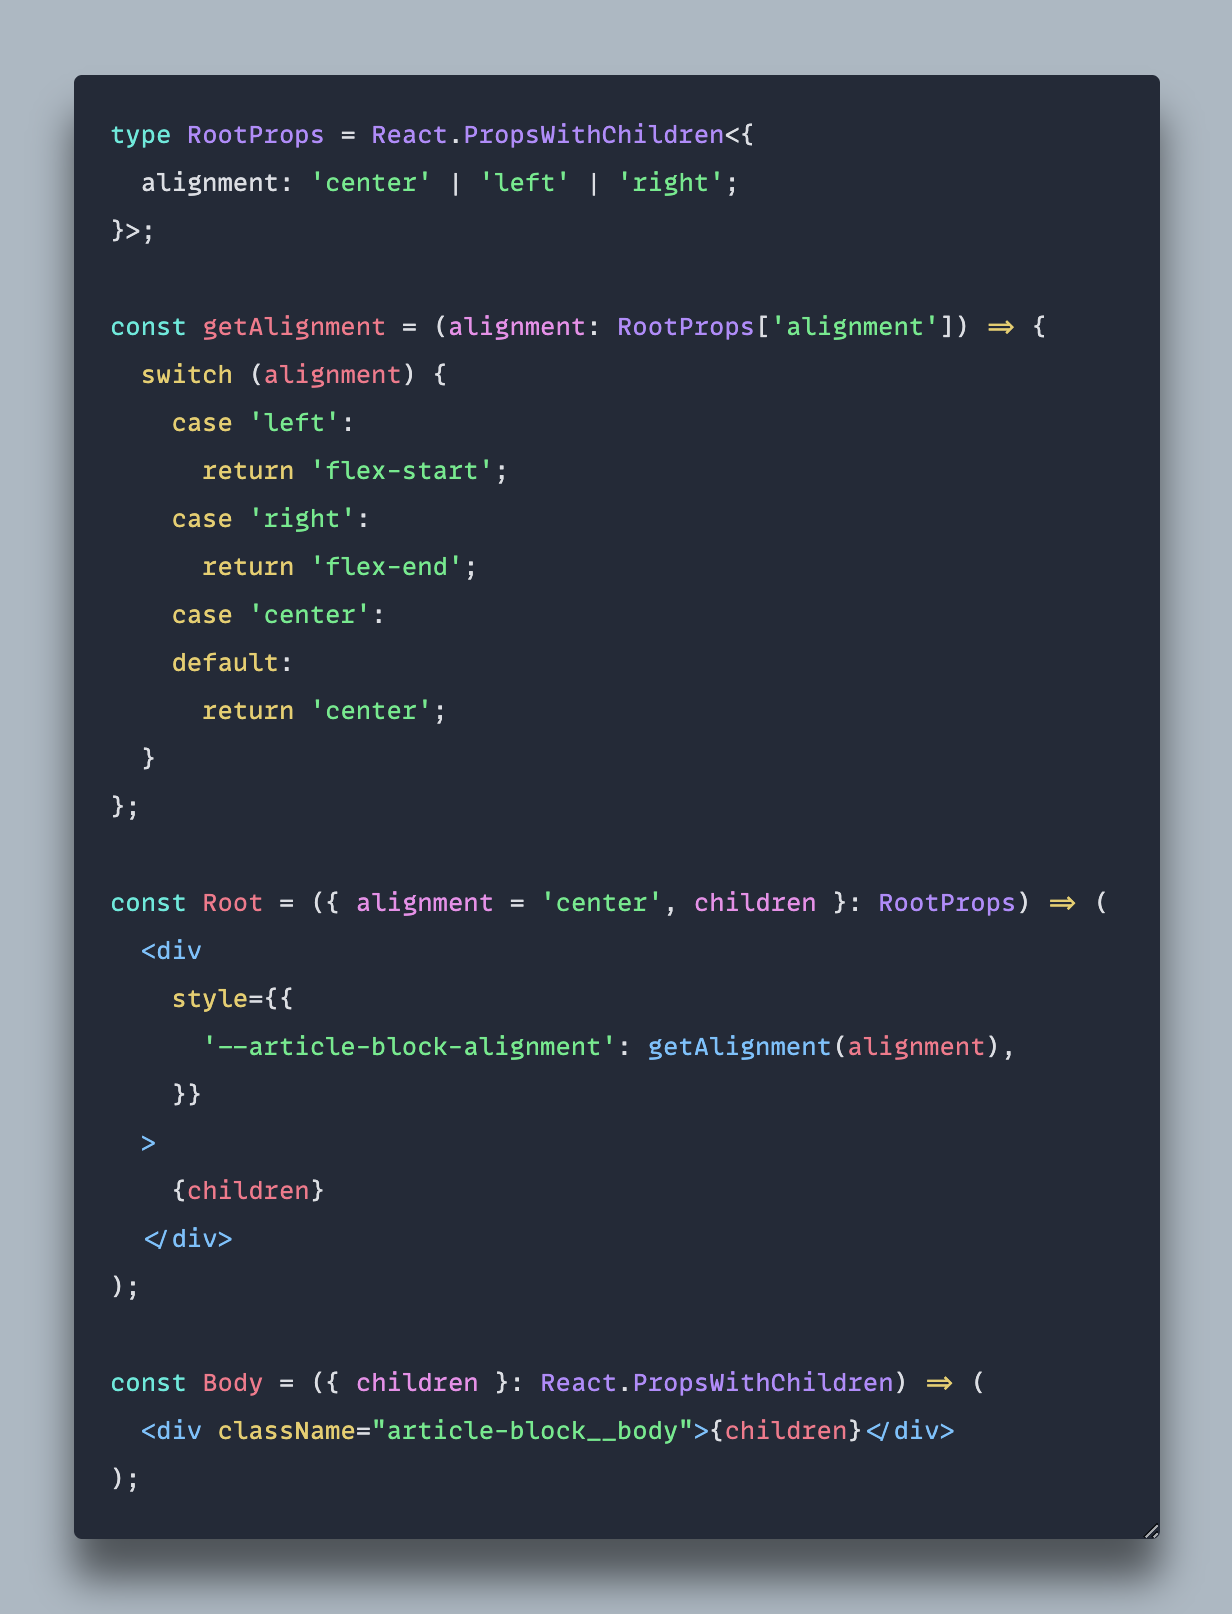 type RootProps = React.PropsWithChildren<{
  alignment: 'center' | 'left' | 'right';
}>;

const getAlignment = (alignment: RootProps['alignment']) => {
  switch (alignment) {
    case 'left':
      return 'flex-start';
    case 'right':
      return 'flex-end';
    case 'center':
    default:
      return 'center';
  }
};

const Root = ({ alignment = 'center', children }: RootProps) => (
  <div
    style={{
      '--article-block-alignment': getAlignment(alignment),
    }}
  >
    {children}
  </div>
);

const Body = ({ children }: React.PropsWithChildren) => (
  <div className="article-block__body">{children}</div>
);